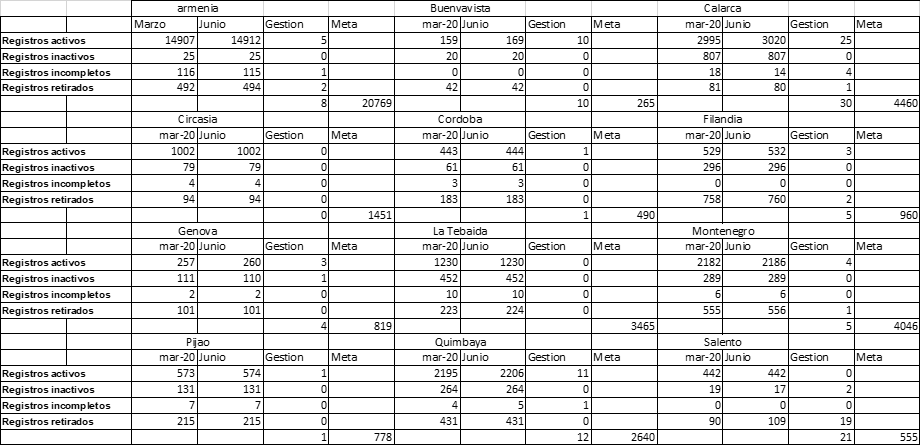 armenia Buenvavista Calarca
Marzo Junio Gestion Meta mar-20 Junio Gestion Meta mar-20 Junio Gestion Meta
Registros activos 14907 14912 5 159 169 10 2995 3020 25
Registros inactivos 25 25 0 20 20 0 807 807 0
Registros incompletos 116 115 1 0 0 0 18 14 4
Registros retirados 492 494 2 42 42 0 81 80 1
8 20769 10 265 30 4460
Circasia Cordoba Filandia
mar-20 Junio Gestion Meta mar-20 Junio Gestion Meta mar-20 Junio Gestion Meta
Registros activos 1002 1002 0 443 444 1 529 532 3
Registros inactivos 79 79 0 61 61 0 296 296 0
Registros incompletos 4 4 0 3 3 0 0 0 0
Registros retirados 94 94 0 183 183 0 758 760 2
0 1451 1 490 5 960
Genova La Tebaida Montenegro
mar-20 Junio Gestion Meta mar-20 Junio Gestion Meta mar-20 Junio Gestion Meta
Registros activos 257 260 3 1230 1230 0 2182 2186 4
Registros inactivos 111 110 1 452 452 0 289 289 0
Registros incompletos 2 2 0 10 10 0 6 6 0
Registros retirados 101 101 0 223 224 0 555 556 1
4 819 3465 5 4046
Pijao Quimbaya Salento
mar-20 Junio Gestion Meta mar-20 Junio Gestion Meta mar-20 Junio Gestion Meta
Registros activos 573 574 1 2195 2206 11 442 442 0
Registros inactivos 131 131 0 264 264 0 19 17 2
Registros incompletos 7 7 0 4 5 1 0 0 0
Registros retirados 215 215 0 431 431 0 90 109 19
1 778 12 2640 21 555